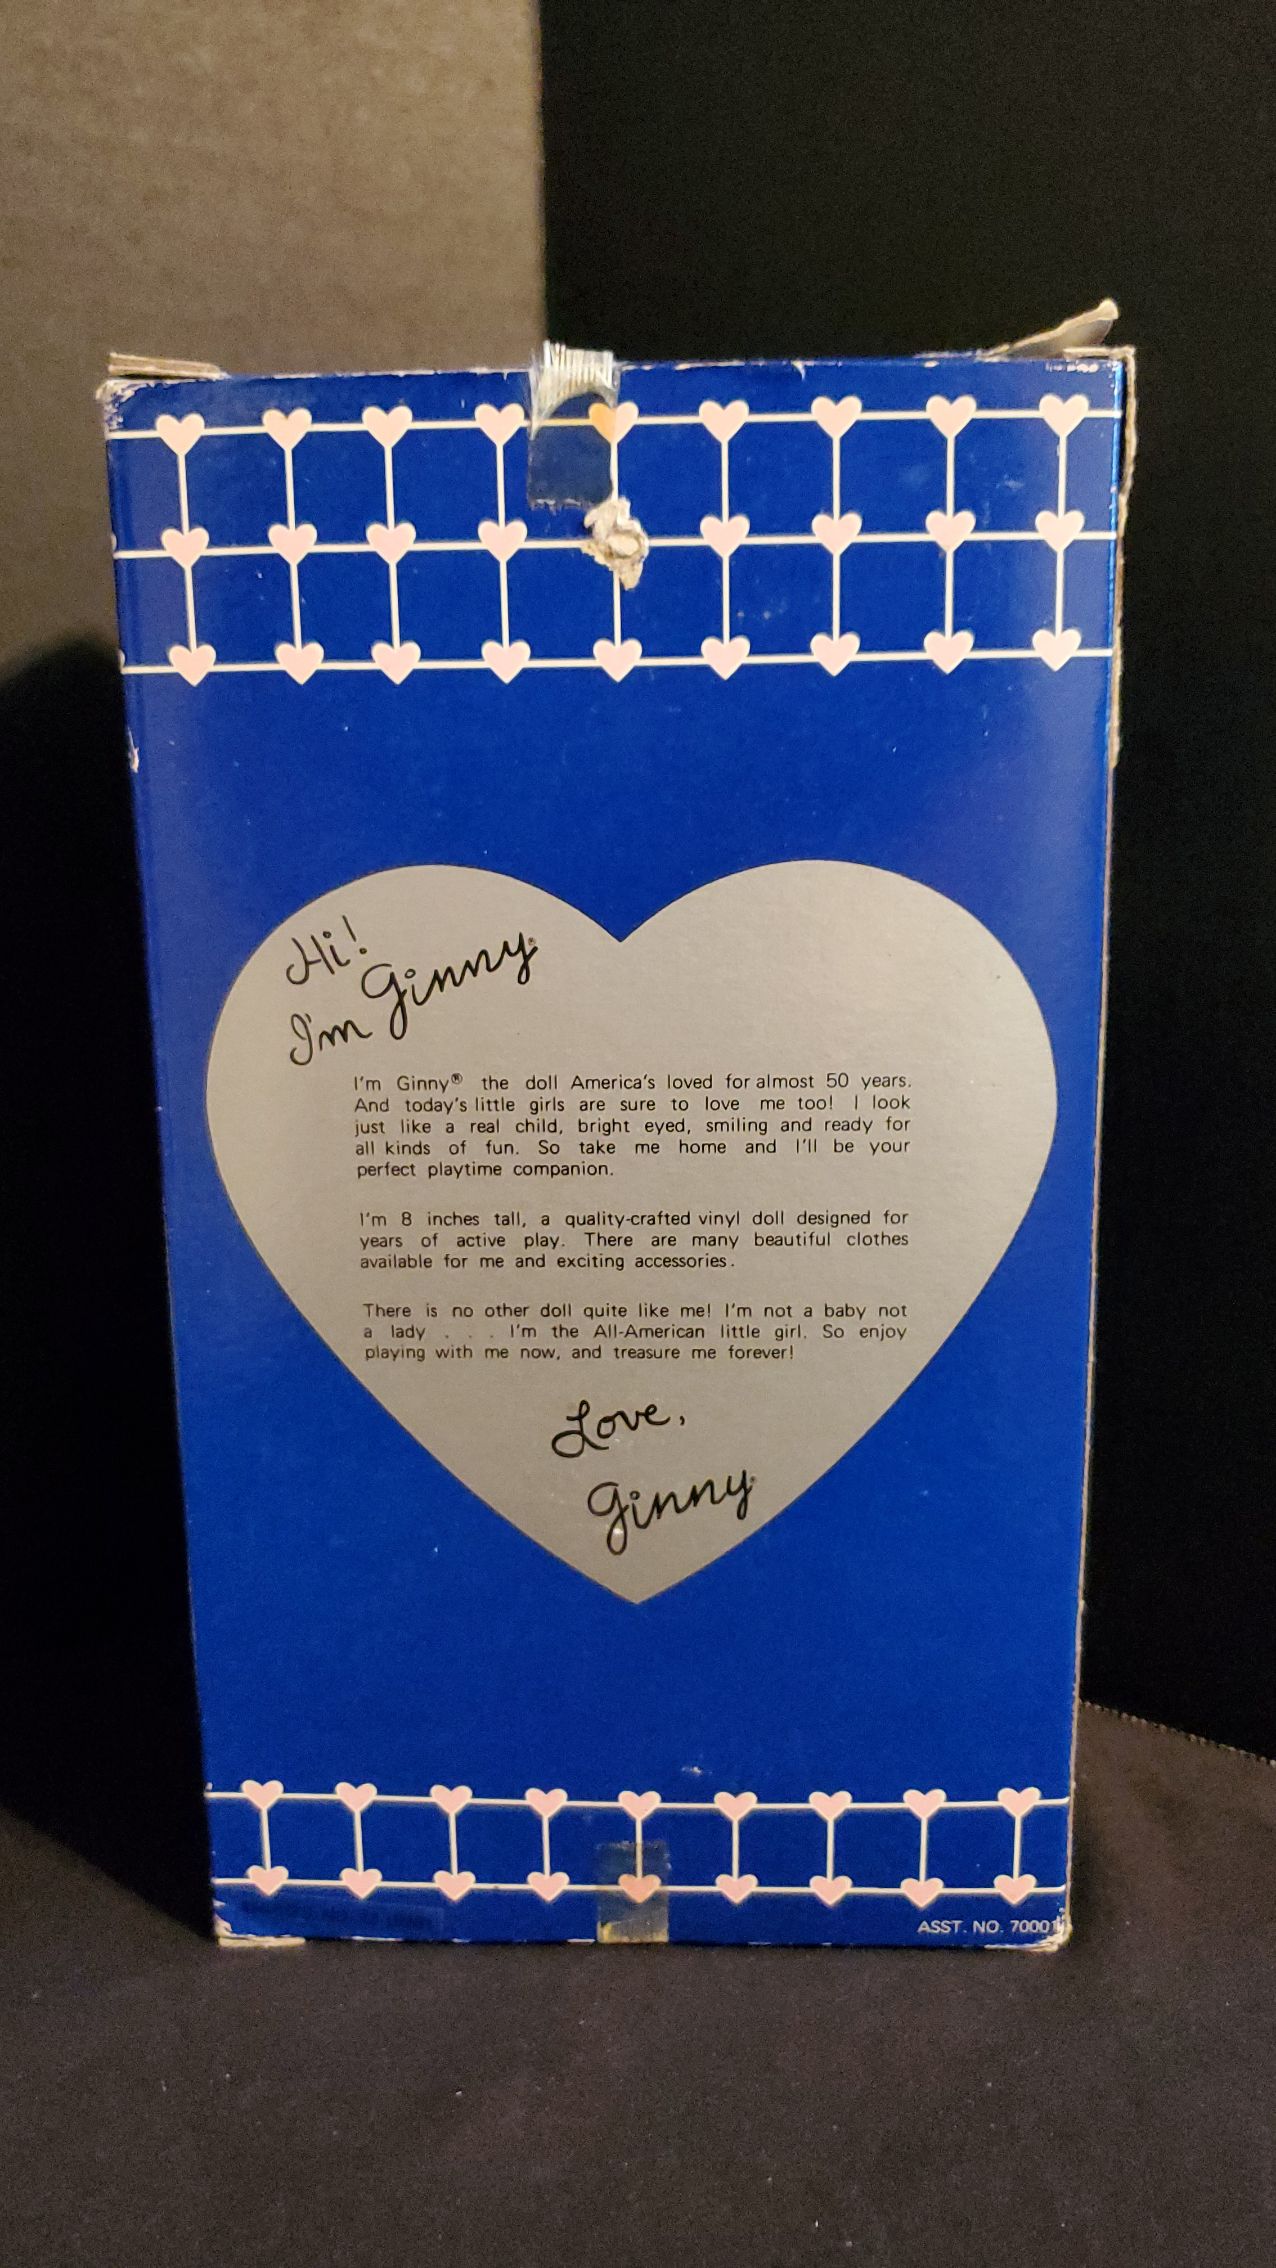 Hi!
I'm Ginny®
I'm Ginny® the doll America's loved for almost 50 years.
And today's little girls are sure to love me too! I look
just like a real child, bright eyed, smiling and ready for
all kinds of fun. So take me home and I'll be your
perfect playtime companion.
I'm 8 inches tall, a quality-crafted vinyl doll designed for
years of active play. There are many beautiful clothes
available for me and exciting accessories.
There is no other doll quite like me! I'm not a baby not
a lady . . . I'm the All-American little girl. So enjoy
playing with me now, and treasure me forever!
Love,
Ginny®
ASST. NO. 70001